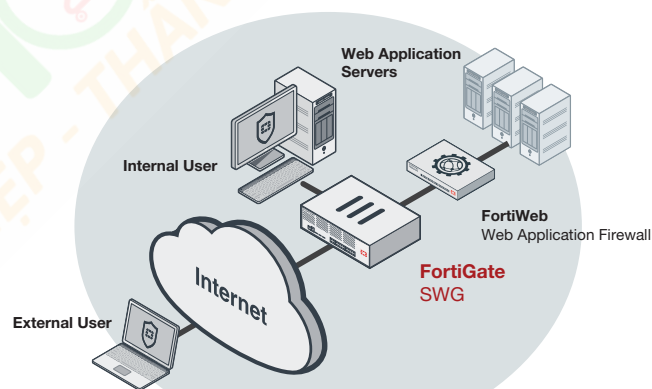 Web Application
Servers
Internal User
FortiWeb
Web Application Firewall
FortiGate
SWG
Internet
External User